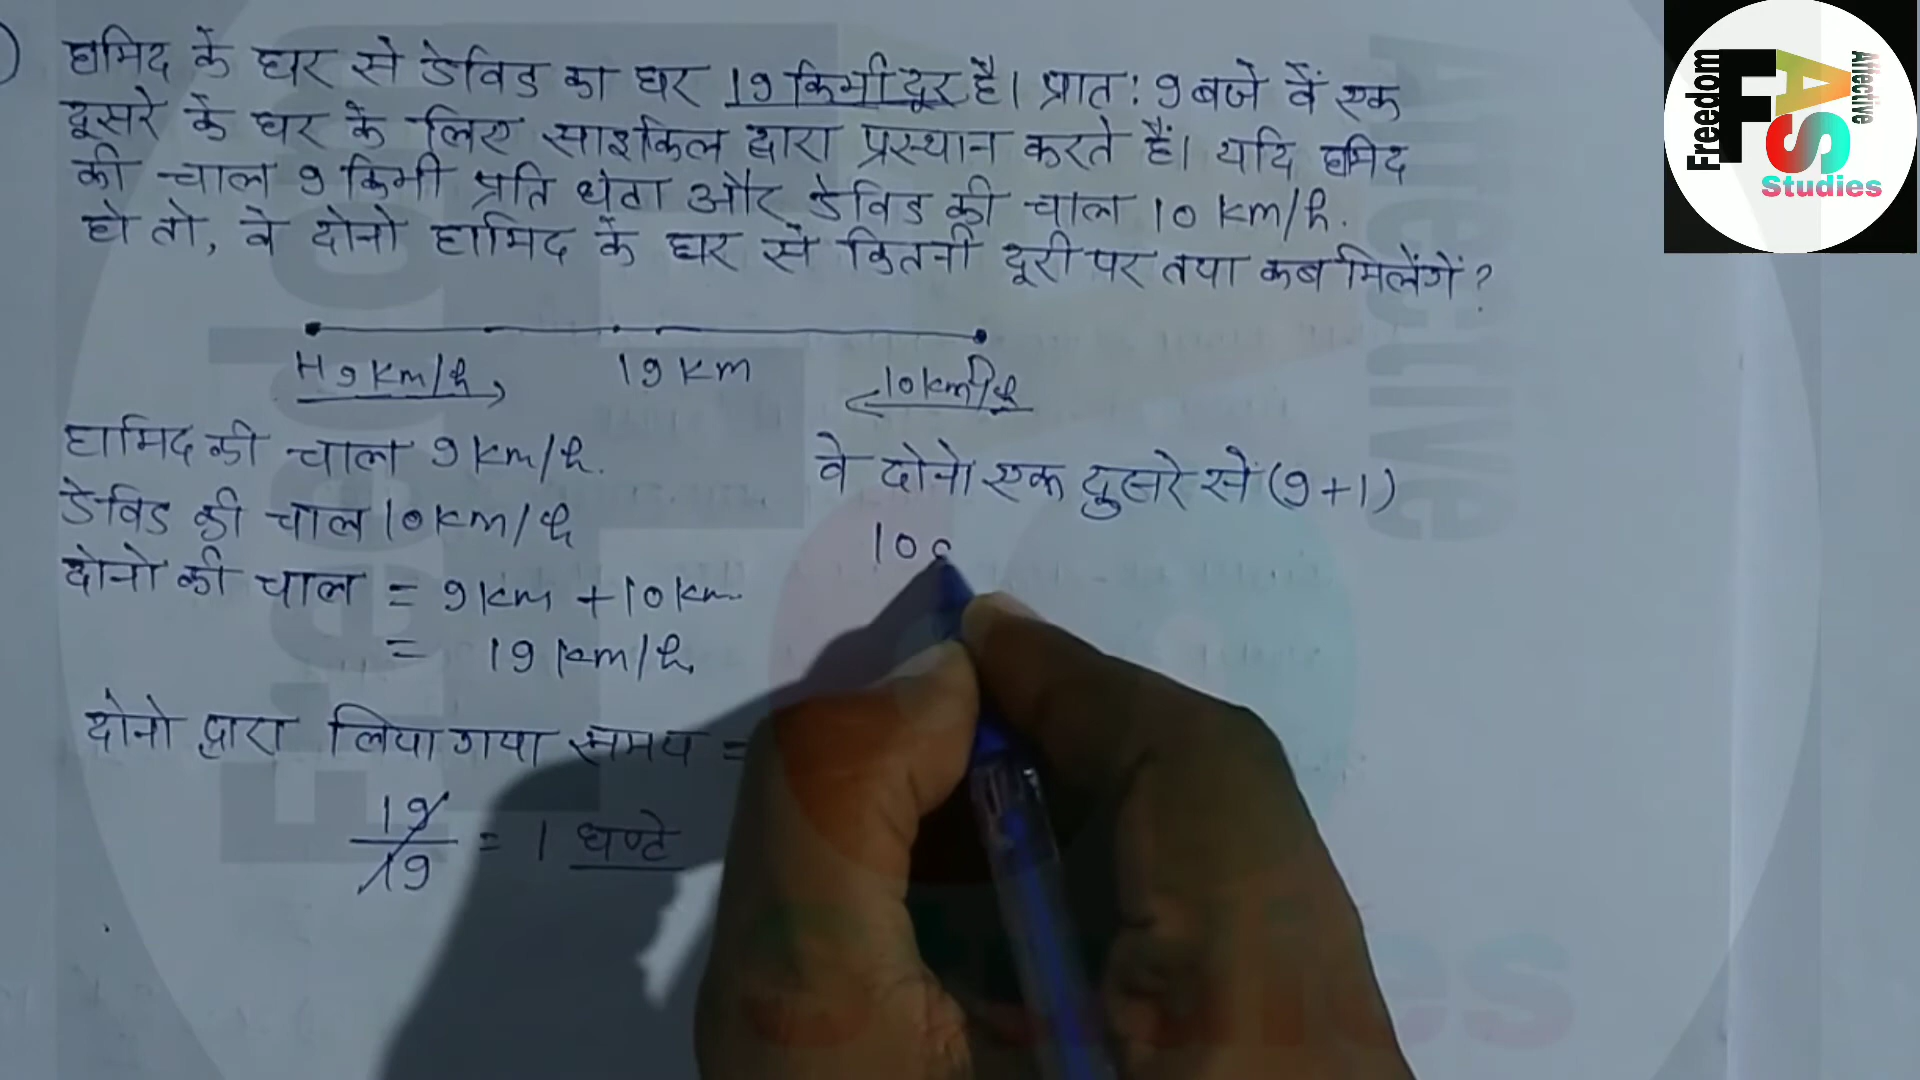 हामिद के घर से डेविड का घर 19 किमी दूर है। प्रात: 9 बजे वें एक
दूसरे के घर के लिए साइकिल द्वारा प्रस्थान करते हैं। यदि हामिद
की चाल 9 किमी प्रति घंटा और डेविड की चाल 10 km/h.
हो तो, वे दोनो हामिद के घर से कितनी दूरी पर तथा कब मिलेंगें?
H 9 km/h 19 km 10 km/h
हामिद की चाल 9 km/h.
डेविड की चाल 10 km/h
दोनो की चाल = 9 km + 10 km
= 19 km/h
दोनो द्वारा लिया गया समय =
19/19 = 1 घण्टे
वे दोनो एक दुसरे से (9+1)
10
Freedom
FAS
Affective
Studies